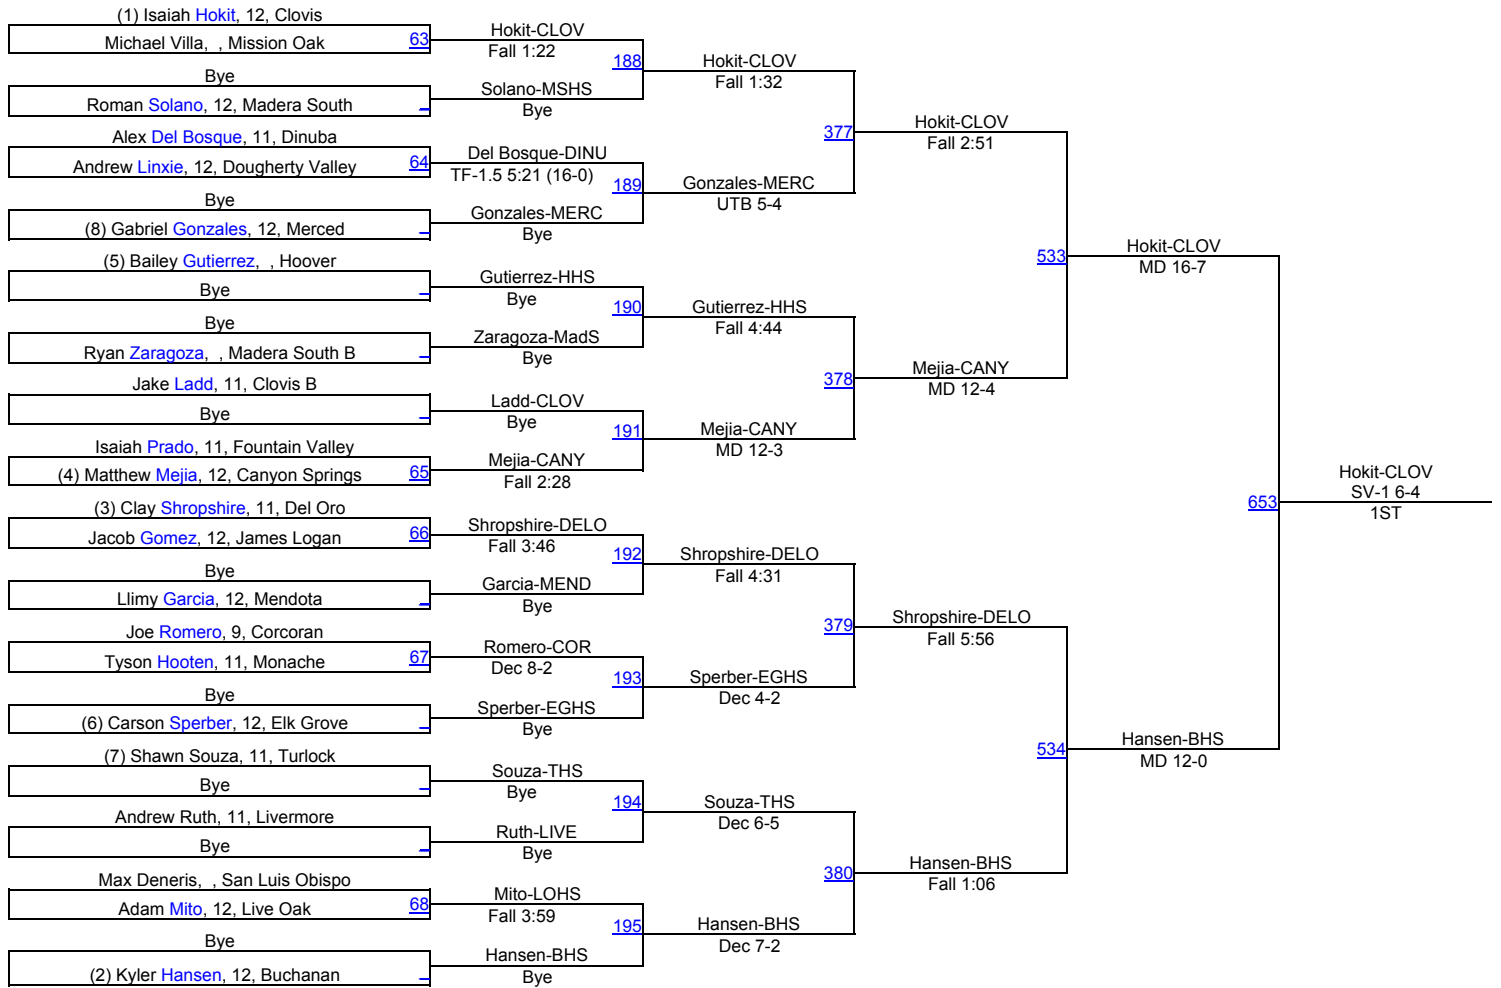 (1) Isaiah Hokit, 12, Clovis
Michael Villa, , Mission Oak 63
Bye
Roman Solano, 12, Madera South _
Alex Del Bosque, 11, Dinuba
Andrew Linxie, 12, Dougherty Valley 64
Bye
(8) Gabriel Gonzales, 12, Merced _
(5) Bailey Gutierrez, , Hoover
Bye _
Bye
Ryan Zaragoza, , Madera South B _
Jake Ladd, 11, Clovis B
Bye _
Isaiah Prado, 11, Fountain Valley
(4) Matthew Mejia, 12, Canyon Springs 65
(3) Clay Shropshire, 11, Del Oro
Jacob Gomez, 12, James Logan 66
Bye
Llimy Garcia, 12, Mendota _
Joe Romero, 9, Corcoran
Tyson Hooten, 11, Monache 67
Bye
(6) Carson Sperber, 12, Elk Grove _
(7) Shawn Souza, 11, Turlock
Bye _
Andrew Ruth, 11, Livermore
Bye _
Max Deneris, , San Luis Obispo
Adam Mito, 12, Live Oak 68
Bye
(2) Kyler Hansen, 12, Buchanan _
Hokit-CLOV
Fall 1:22
188
Solano-MSHS
Bye
Del Bosque-DINU
TF-1.5 5:21 (16-0)
189
Gonzales-MERC
Bye
Gutierrez-HHS
Bye
190
Zaragoza-MadS
Bye
Ladd-CLOV
Bye
191
Mejia-CANY
Fall 2:28
Shropshire-DELO
Fall 3:46
192
Garcia-MEND
Bye
Romero-COR
Dec 8-2
193
Sperber-EGHS
Bye
Souza-THS
Bye
194
Ruth-LIVE
Bye
Mito-LOHS
Fall 3:59
195
Hansen-BHS
Bye
Hokit-CLOV
Fall 1:32
377
Gonzales-MERC
UTB 5-4
Gutierrez-HHS
Fall 4:44
378
Mejia-CANY
MD 12-3
Shropshire-DELO
Fall 4:31
379
Sperber-EGHS
Dec 4-2
Souza-THS
Dec 6-5
380
Hansen-BHS
Dec 7-2
Hokit-CLOV
Fall 2:51
533
Mejia-CANY
MD 12-4
Shropshire-DELO
Fall 5:56
534
Hansen-BHS
Fall 1:06
Hokit-CLOV
MD 16-7
653
Hansen-BHS
MD 12-0
Hokit-CLOV
SV-1 6-4
1ST